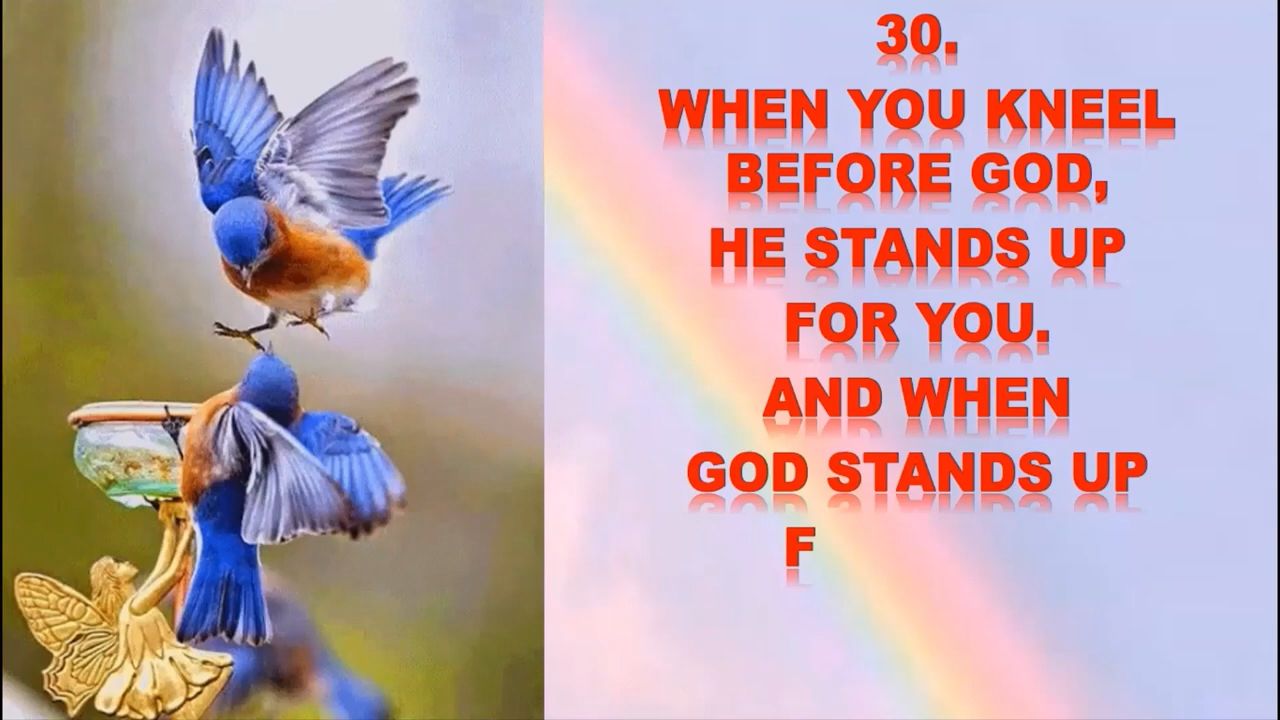 30.
WHEN YOU KNEEL
BEFORE GOD,
HE STANDS UP
FOR YOU.
AND WHEN
GOD STANDS UP
F